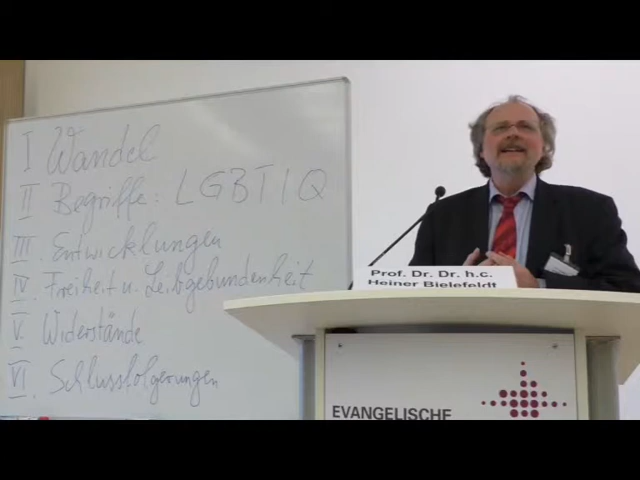 I Wandel
II Begriffe: LGBTIQ
III Entwicklungen
IV Freiheit u. Leibgebundenheit
V. Widerstände
VI. Schlussfolgerungen
Prof. Dr. Dr. h.c.
Heiner Bielefeldt
EVANGELISCHE